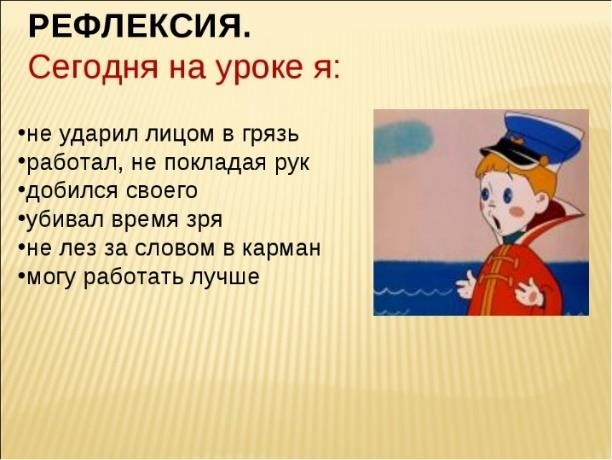 РЕФЛЕКСИЯ.
Сегодня на уроке я:
•не ударил лицом в грязь
•работал, не покладая рук
•добился своего
•убивал время зря
•не лез за словом в карман
•могу работать лучше